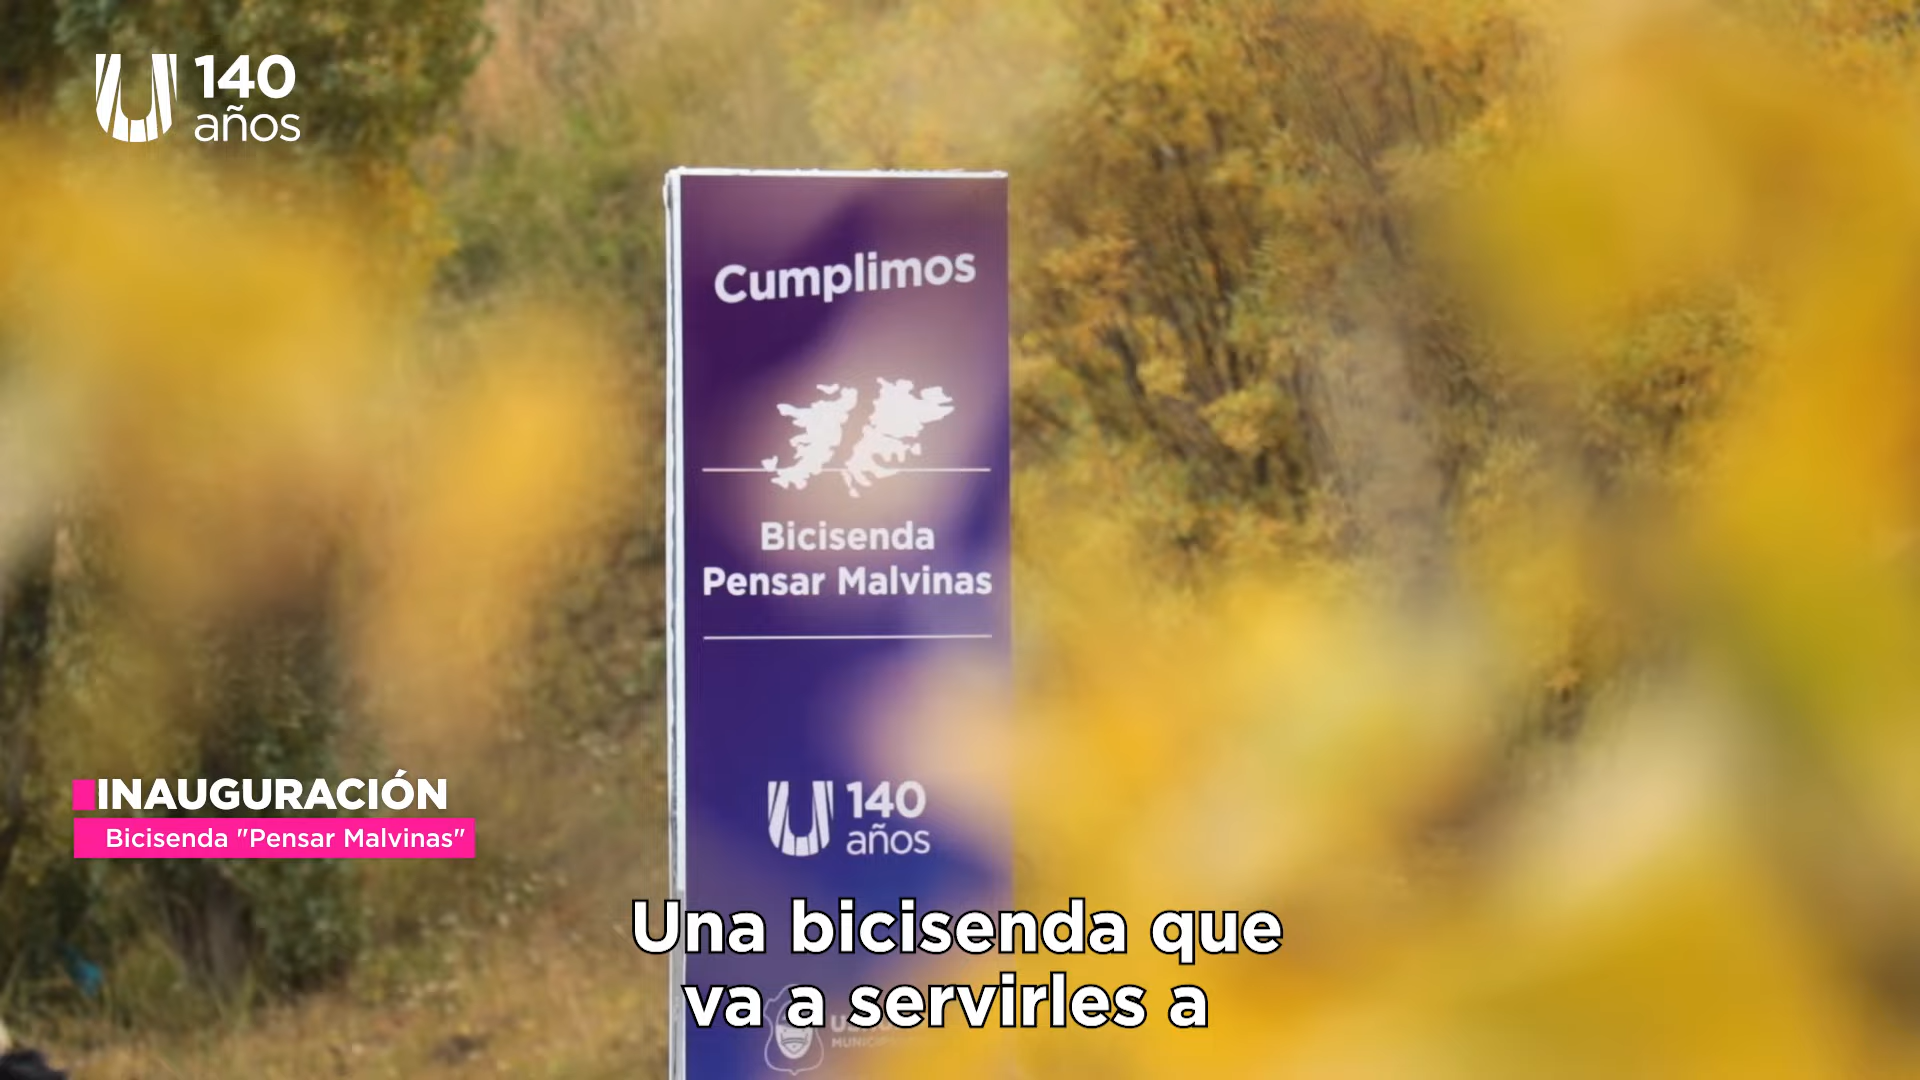 140
años
Cumplimos
Bicisenda
Pensar Malvinas
140
años
INAUGURACIÓN
Bicisenda "Pensar Malvinas"
Una bicisenda que
va a servirles a